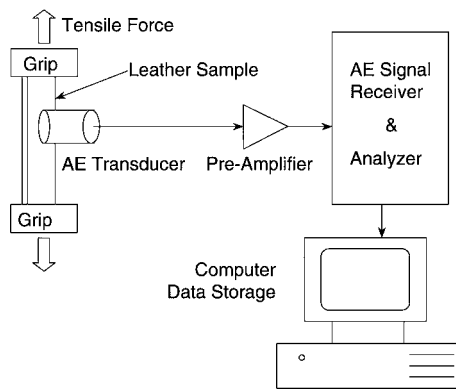 Tensile Force
Grip
Leather Sample
AE Transducer
Pre-Amplifier
AE Signal
Receiver
&
Analyzer
Grip
Computer
Data Storage